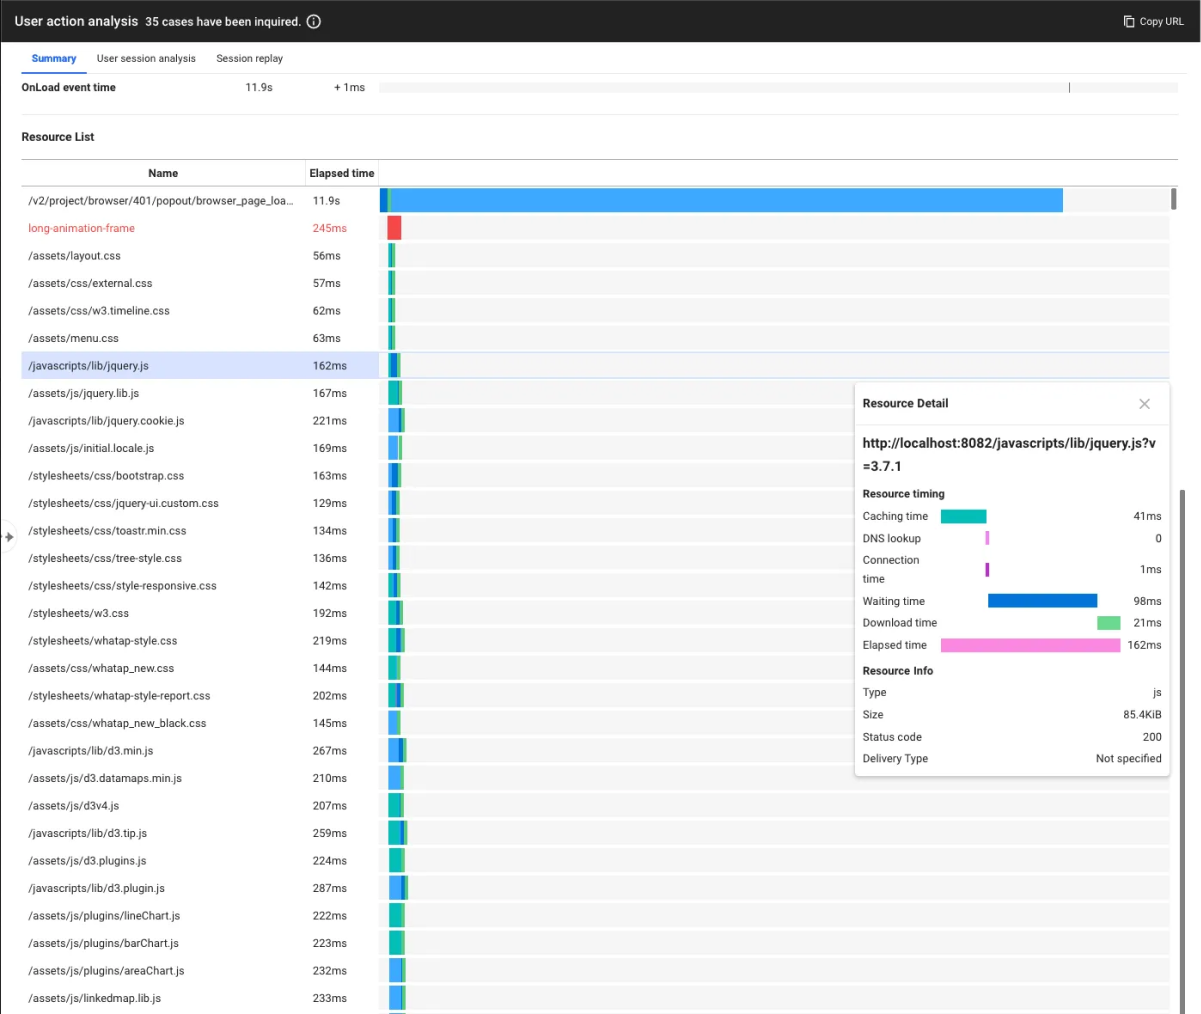 User action analysis 35 cases have been inquired. Copy URL
Summary User session analysis Session replay
OnLoad event time 11.9s + 1ms
Resource List
Name Elapsed time
/v2/project/browser/401/popout/browser_page_loa... 11.9s
long-animation-frame 245ms
/assets/layout.css 56ms
/assets/css/external.css 57ms
/assets/css/w3.timeline.css 62ms
/assets/menu.css 63ms
/javascripts/lib/jquery.js 162ms
/assets/js/jquery.lib.js 167ms
/javascripts/lib/jquery.cookie.js 221ms
/assets/js/initial.locale.js 169ms
/stylesheets/css/bootstrap.css 163ms
/stylesheets/css/jquery-ui.custom.css 129ms
/stylesheets/css/toastr.min.css 134ms
/stylesheets/css/tree-style.css 136ms
/stylesheets/css/style-responsive.css 142ms
/stylesheets/w3.css 192ms
/stylesheets/whatap-style.css 219ms
/assets/css/whatap_new.css 144ms
/stylesheets/whatap-style-report.css 202ms
/assets/css/whatap_new_black.css 145ms
/javascripts/lib/d3.min.js 267ms
/assets/js/d3.datamaps.min.js 210ms
/assets/js/d3v4.js 207ms
/javascripts/lib/d3.tip.js 259ms
/assets/js/d3.plugins.js 224ms
/javascripts/lib/d3.plugin.js 287ms
/assets/js/plugins/lineChart.js 222ms
/assets/js/plugins/barChart.js 223ms
/assets/js/plugins/areaChart.js 232ms
/assets/js/linkedmap.lib.js 233ms
Resource Detail
http://localhost:8082/javascripts/lib/jquery.js?v
=3.7.1
Resource timing
Caching time 41ms
DNS lookup 0
Connection
time 1ms
Waiting time 98ms
Download time 21ms
Elapsed time 162ms
Resource Info
Type js
Size 85.4KiB
Status code 200
Delivery Type Not specified